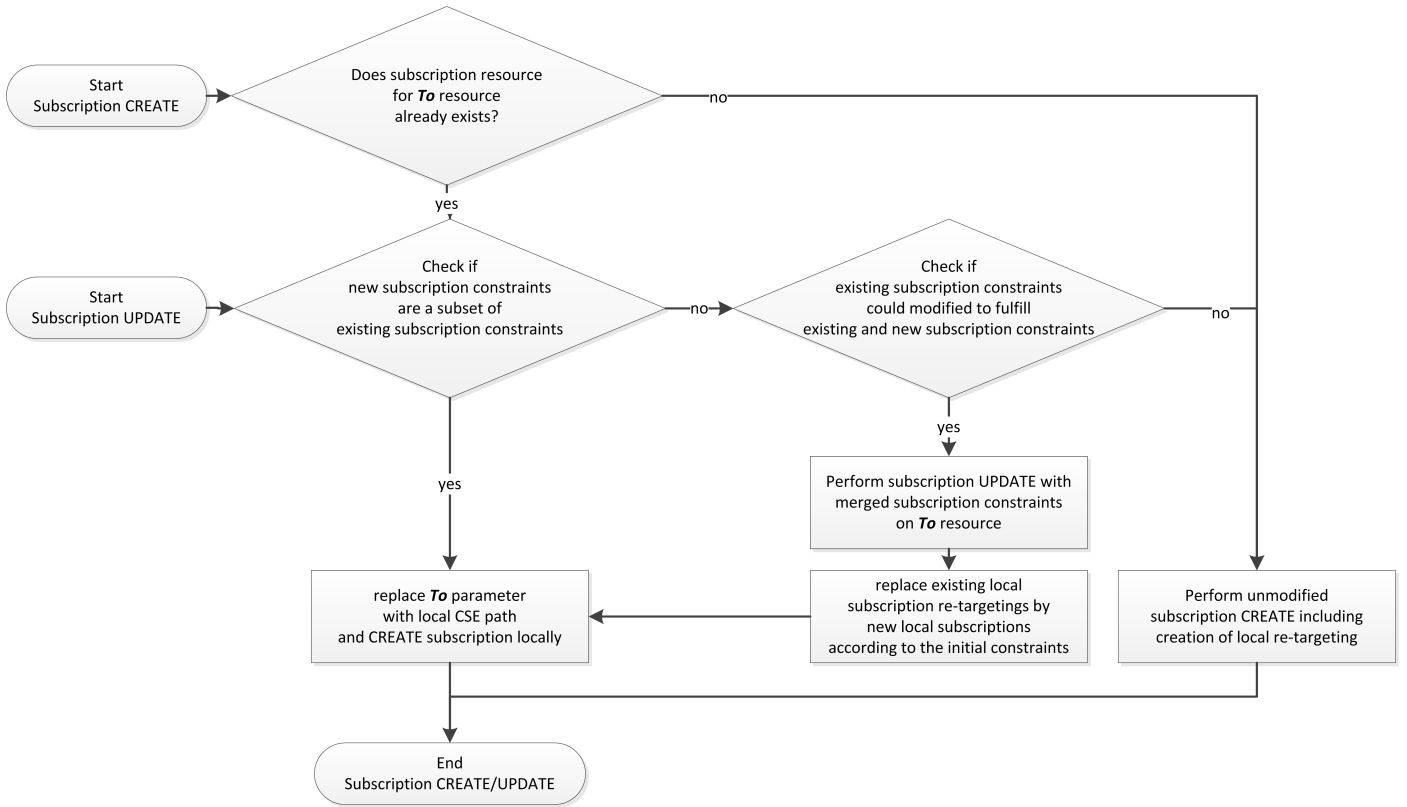 Start
Subscription CREATE
Does subscription resource
for To resource
already exists?
no
yes
Start
Subscription UPDATE
Check if
new subscription constraints
are a subset of
existing subscription constraints
no
Check if
existing subscription constraints
could modified to fulfill
existing and new subscription constraints
no
yes
yes
Perform subscription UPDATE with
merged subscription constraints
on To resource
replace To parameter
with local CSE path
and CREATE subscription locally
replace existing local
subscription re-targetings by
new local subscriptions
according to the initial constraints
Perform unmodified
subscription CREATE including
creation of local re-targeting
End
Subscription CREATE/UPDATE